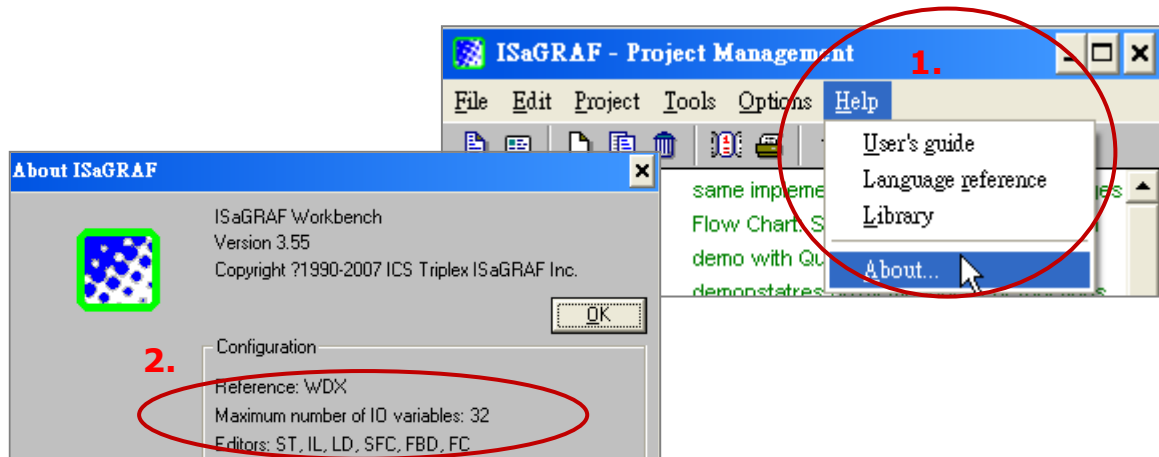 ISaGRAF - Project Management
1.
File Edit Project Tools Options Help
User's guide
Language reference
Library
About...
same impleme
Flow Chart. S
demo with Qu
demonstatres
About ISaGRAF
ISaGRAF Workbench
Version 3.55
Copyright ?1990-2007 ICS Triplex ISaGRAF Inc.
OK
2.
Configuration
Reference: WDX
Maximum number of IO variables: 32
Editors: ST, IL, LD, SFC, FBD, FC